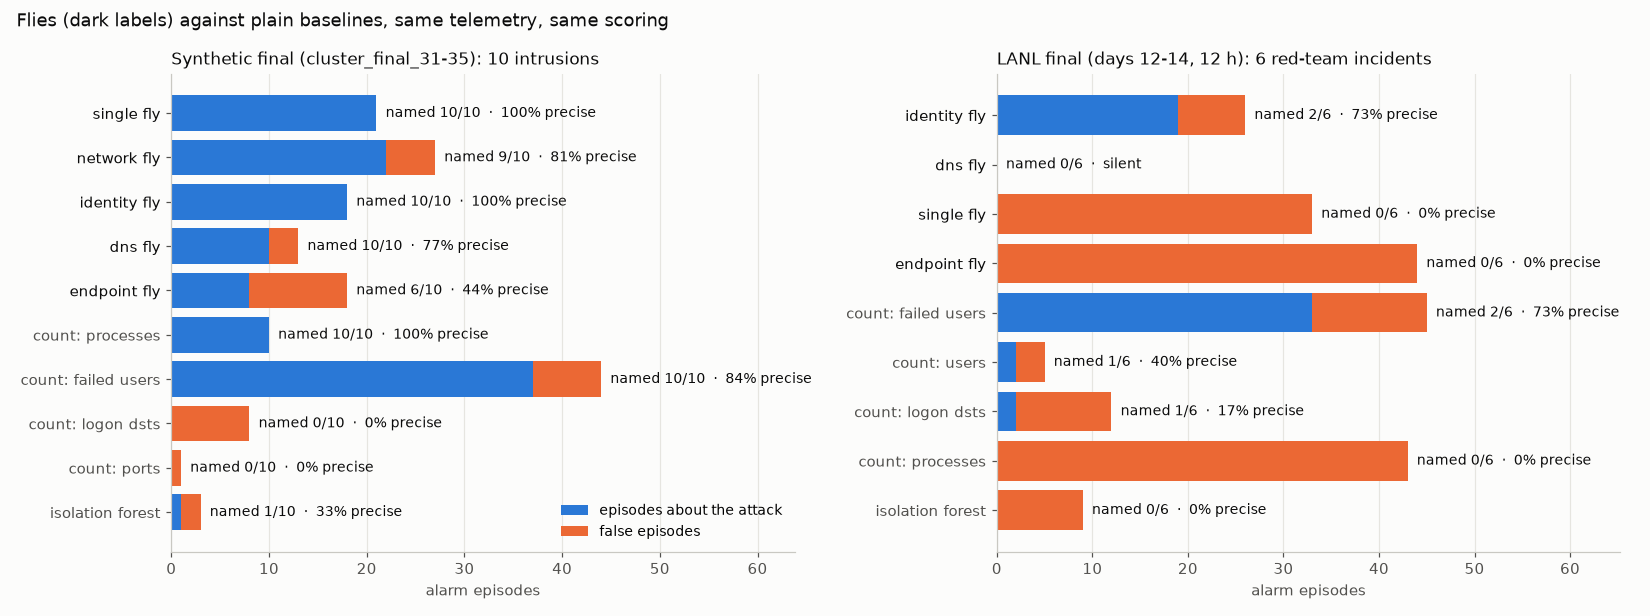 Flies (dark labels) against plain baselines, same telemetry, same scoring
Synthetic final (cluster_final_31-35): 10 intrusions
single fly named 10/10 · 100% precise
network fly named 9/10 · 81% precise
identity fly named 10/10 · 100% precise
dns fly named 10/10 · 77% precise
endpoint fly named 6/10 · 44% precise
count: processes named 10/10 · 100% precise
count: failed users named 10/10 · 84% precise
count: logon dsts named 0/10 · 0% precise
count: ports named 0/10 · 0% precise
isolation forest named 1/10 · 33% precise
episodes about the attack
false episodes
0 10 20 30 40 50 60
alarm episodes
LANL final (days 12-14, 12 h): 6 red-team incidents
identity fly named 2/6 · 73% precise
dns fly named 0/6 · silent
single fly named 0/6 · 0% precise
endpoint fly named 0/6 · 0% precise
count: failed users named 2/6 · 73% precise
count: users named 1/6 · 40% precise
count: logon dsts named 1/6 · 17% precise
count: processes named 0/6 · 0% precise
isolation forest named 0/6 · 0% precise
0 10 20 30 40 50 60
alarm episodes